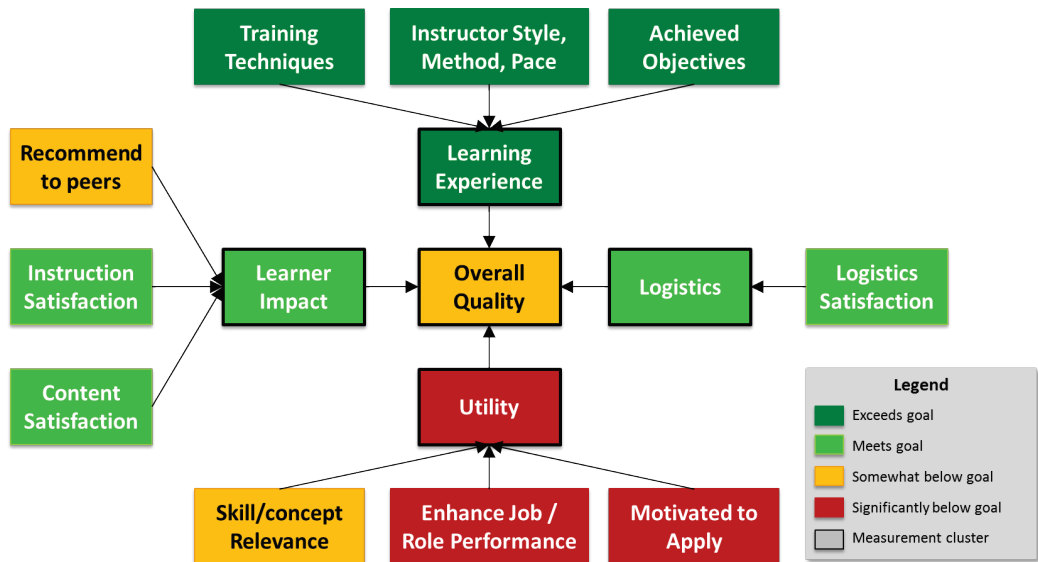 Training
Techniques
Instructor Style,
Method, Pace
Achieved
Objectives
Recommend
to peers
Learning
Experience
Instruction
Satisfaction
Learner
Impact
Overall
Quality
Logistics
Logistics
Satisfaction
Content
Satisfaction
Utility
Skill/concept
Relevance
Enhance Job /
Role Performance
Motivated to
Apply
Legend
Exceeds goal
Meets goal
Somewhat below goal
Significantly below goal
Measurement cluster